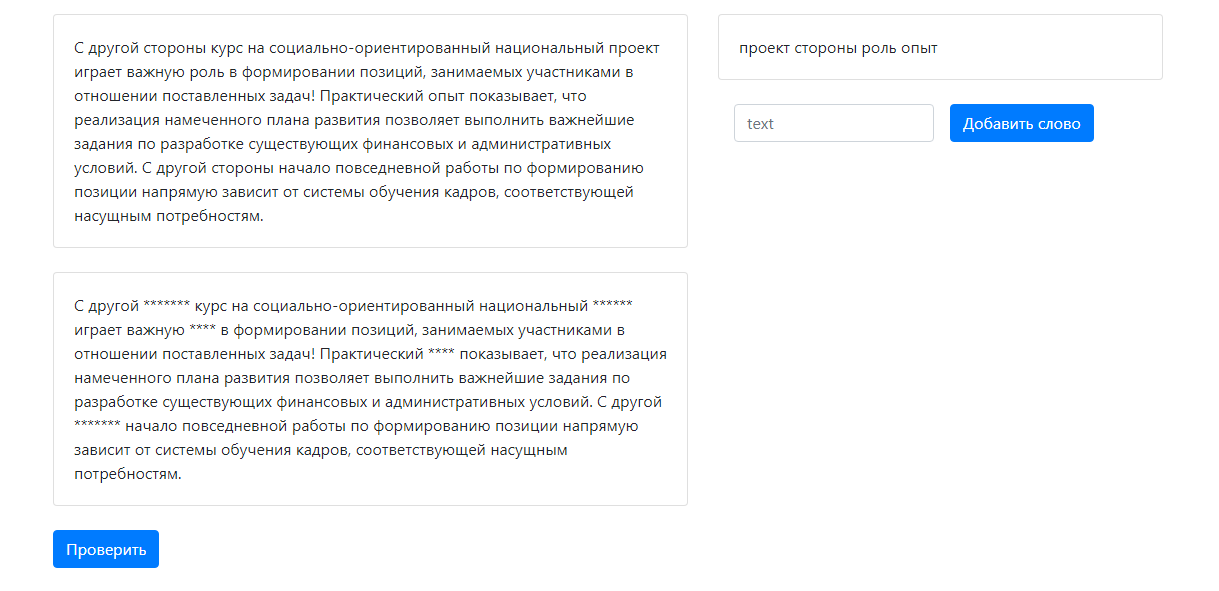 С другой стороны курс на социально-ориентированный национальный проект
играет важную роль в формировании позиций, занимаемых участниками в
отношении поставленных задач! Практический опыт показывает, что
реализация намеченного плана развития позволяет выполнить важнейшие
задания по разработке существующих финансовых и административных
условий. С другой стороны начало повседневной работы по формированию
позиции напрямую зависит от системы обучения кадров, соответствующей
насущным потребностям.
С другой ******* курс на социально-ориентированный национальный ******
играет важную **** в формировании позиций, занимаемых участниками в
отношении поставленных задач! Практический **** показывает, что реализация
намеченного плана развития позволяет выполнить важнейшие задания по
разработке существующих финансовых и административных условий. С другой
******* начало повседневной работы по формированию позиции напрямую
зависит от системы обучения кадров, соответствующей насущным
потребностям.
Проверить
проект стороны роль опыт
text
Добавить слово